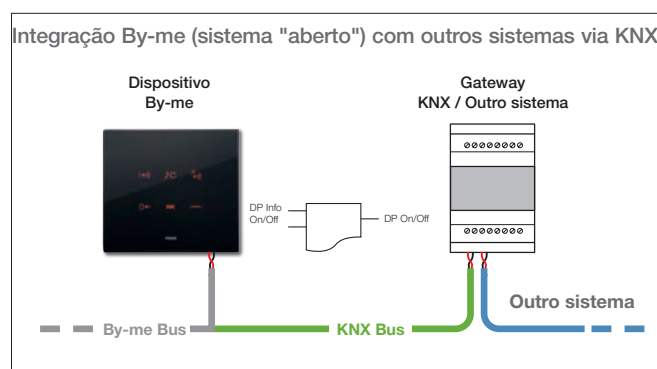 Integração By-me (sistema "aberto") com outros sistemas via KNX
Dispositivo
By-me
Gateway
KNX / Outro sistema
DP Info
On/Off
DP On/Off
Outro sistema
By-me Bus
KNX Bus